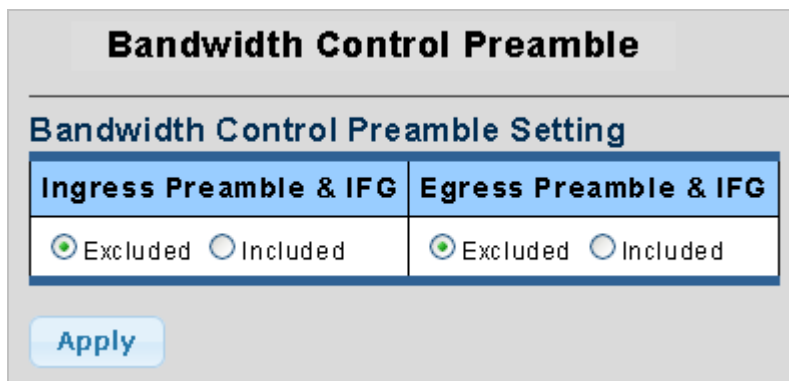 Bandwidth Control Preamble
Bandwidth Control Preamble Setting
Ingress Preamble & IFG Egress Preamble & IFG
Excluded Included Excluded Included
Apply